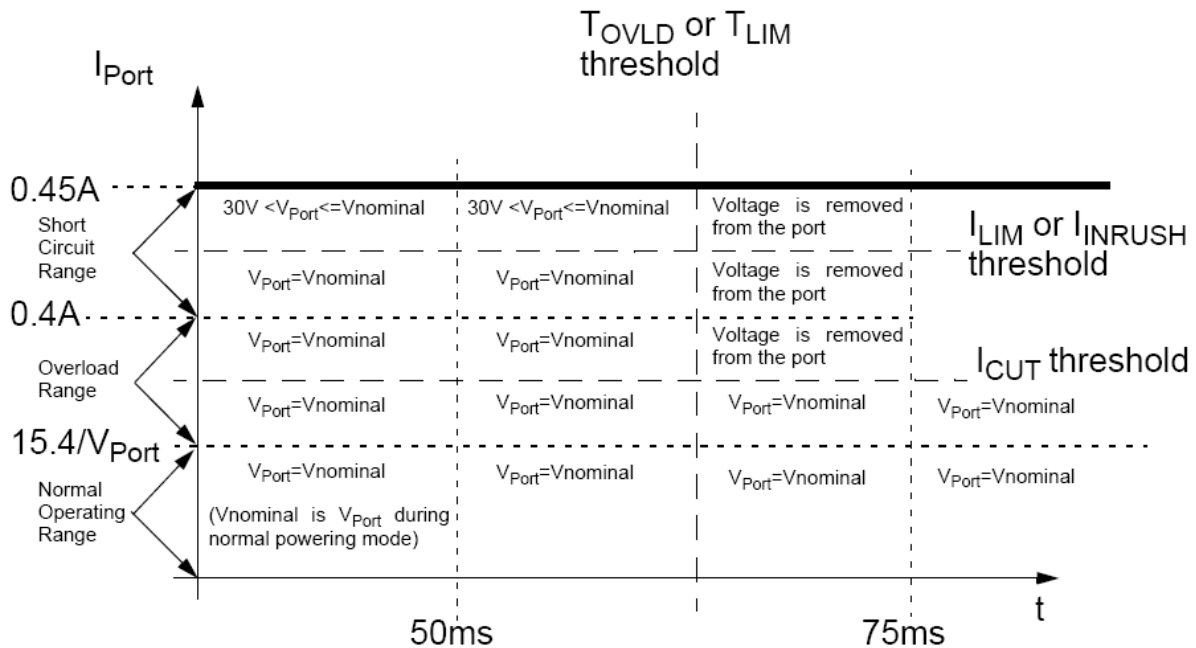 T_OVLD or T_LIM
threshold
I_Port
0.45A
30V <V_Port<=Vnominal
30V <V_Port<=Vnominal
Voltage is removed
from the port
Short
Circuit
Range
I_LIM or I_INRUSH
threshold
V_Port=Vnominal
V_Port=Vnominal
Voltage is removed
from the port
0.4A
V_Port=Vnominal
V_Port=Vnominal
Voltage is removed
from the port
Overload
Range
I_CUT threshold
V_Port=Vnominal
V_Port=Vnominal
V_Port=Vnominal
V_Port=Vnominal
15.4/V_Port
V_Port=Vnominal
V_Port=Vnominal
V_Port=Vnominal
V_Port=Vnominal
Normal
Operating
Range
(Vnominal is V_Port during
normal powering mode)
t
50ms
75ms